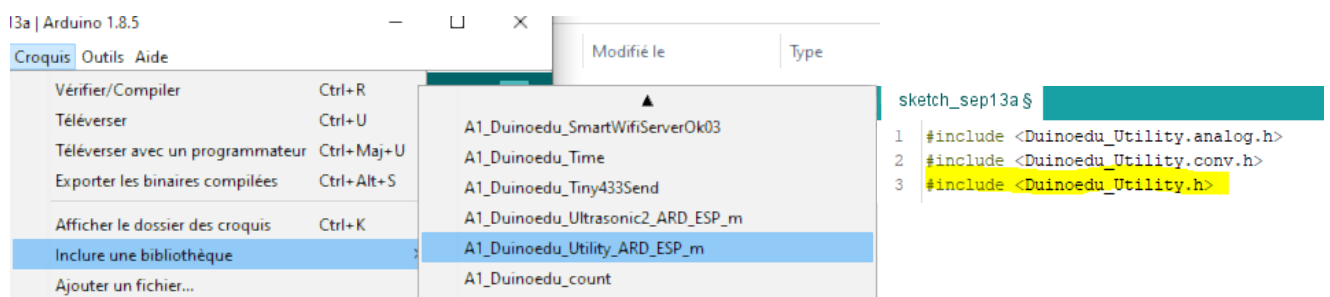 13a | Arduino 1.8.5
Croquis Outils Aide
Vérifier/Compiler Ctrl+R
Téléverser Ctrl+U
Téléverser avec un programmateur Ctrl+Maj+U
Exporter les binaires compilées Ctrl+Alt+S
Afficher le dossier des croquis Ctrl+K
Inclure une bibliothèque
Ajouter un fichier...
A1_Duinoedu_SmartWifiServerOk03
A1_Duinoedu_Time
A1_Duinoedu_Tiny433Send
A1_Duinoedu_Ultrasonic2_ARD_ESP_m
A1_Duinoedu_Utility_ARD_ESP_m
A1_Duinoedu_count
Modifié le Type
sketch_sep13a §
1 #include <Duinoedu_Utility.analog.h>
2 #include <Duinoedu_Utility.conv.h>
3 #include <Duinoedu_Utility.h>